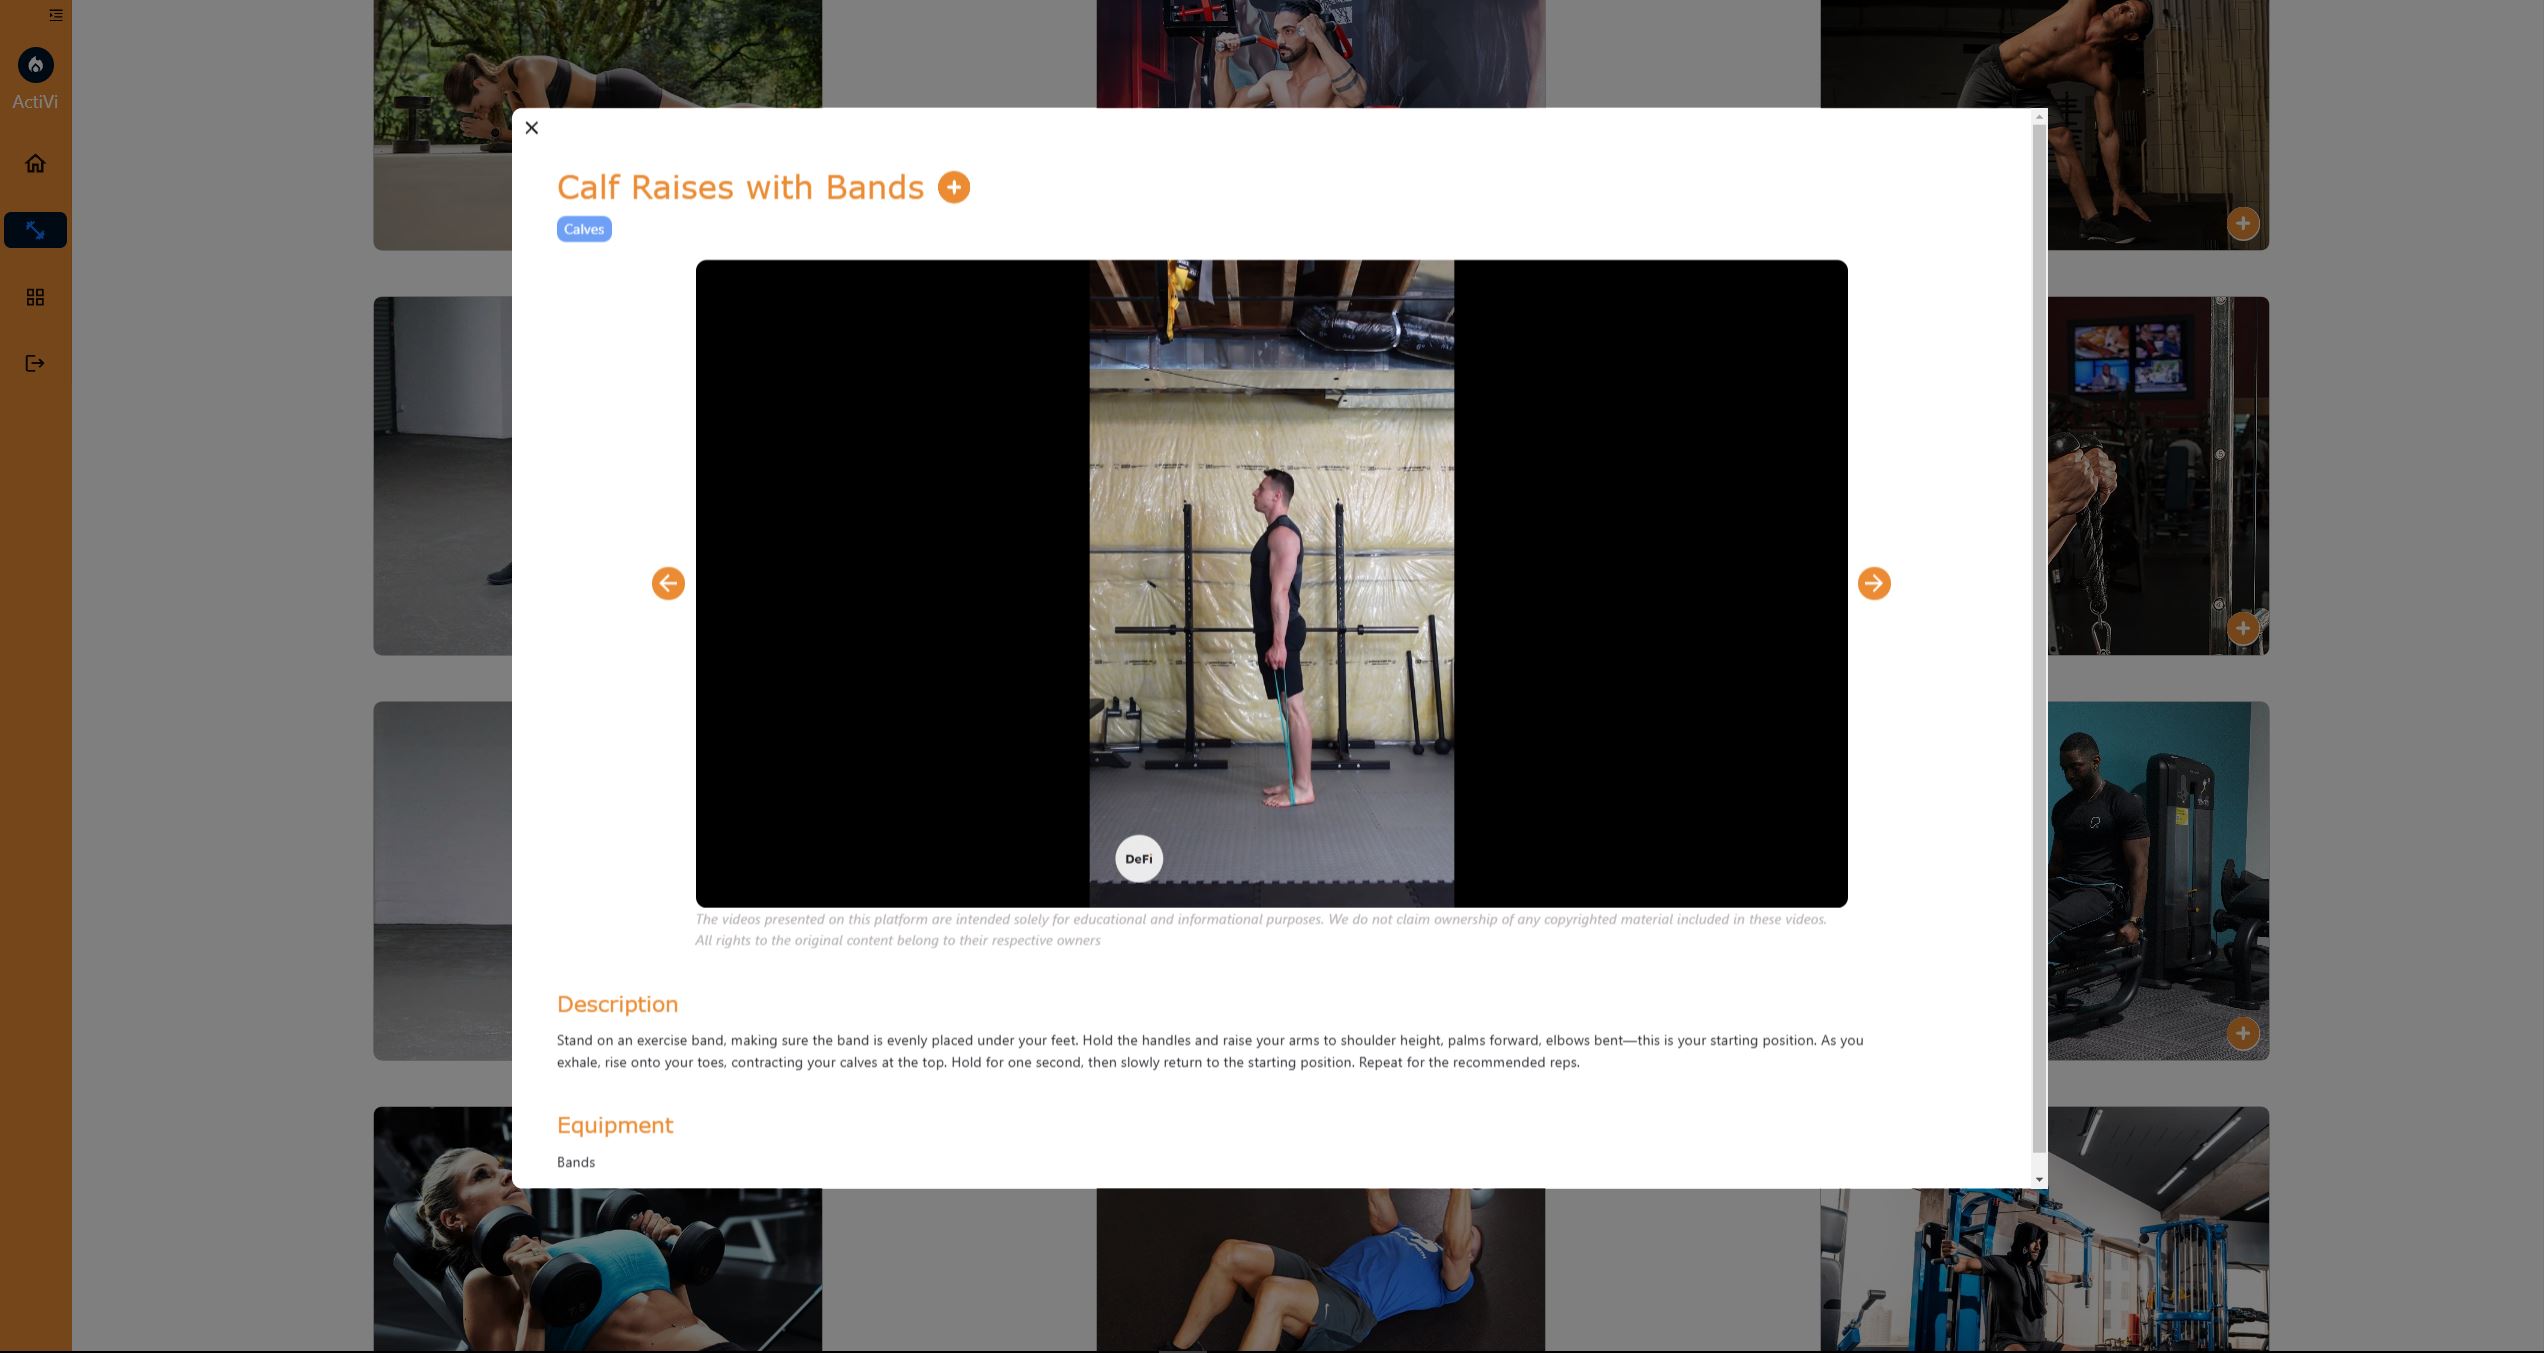 ActiVi
Calf Raises with Bands
Calves
DeFi
The videos presented on this platform are intended solely for educational and informational purposes. We do not claim ownership of any copyrighted material included in these videos.
All rights to the original content belong to their respective owners
Description
Stand on an exercise band, making sure the band is evenly placed under your feet. Hold the handles and raise your arms to shoulder height, palms forward, elbows bent—this is your starting position. As you
exhale, rise onto your toes, contracting your calves at the top. Hold for one second, then slowly return to the starting position. Repeat for the recommended reps.
Equipment
Bands